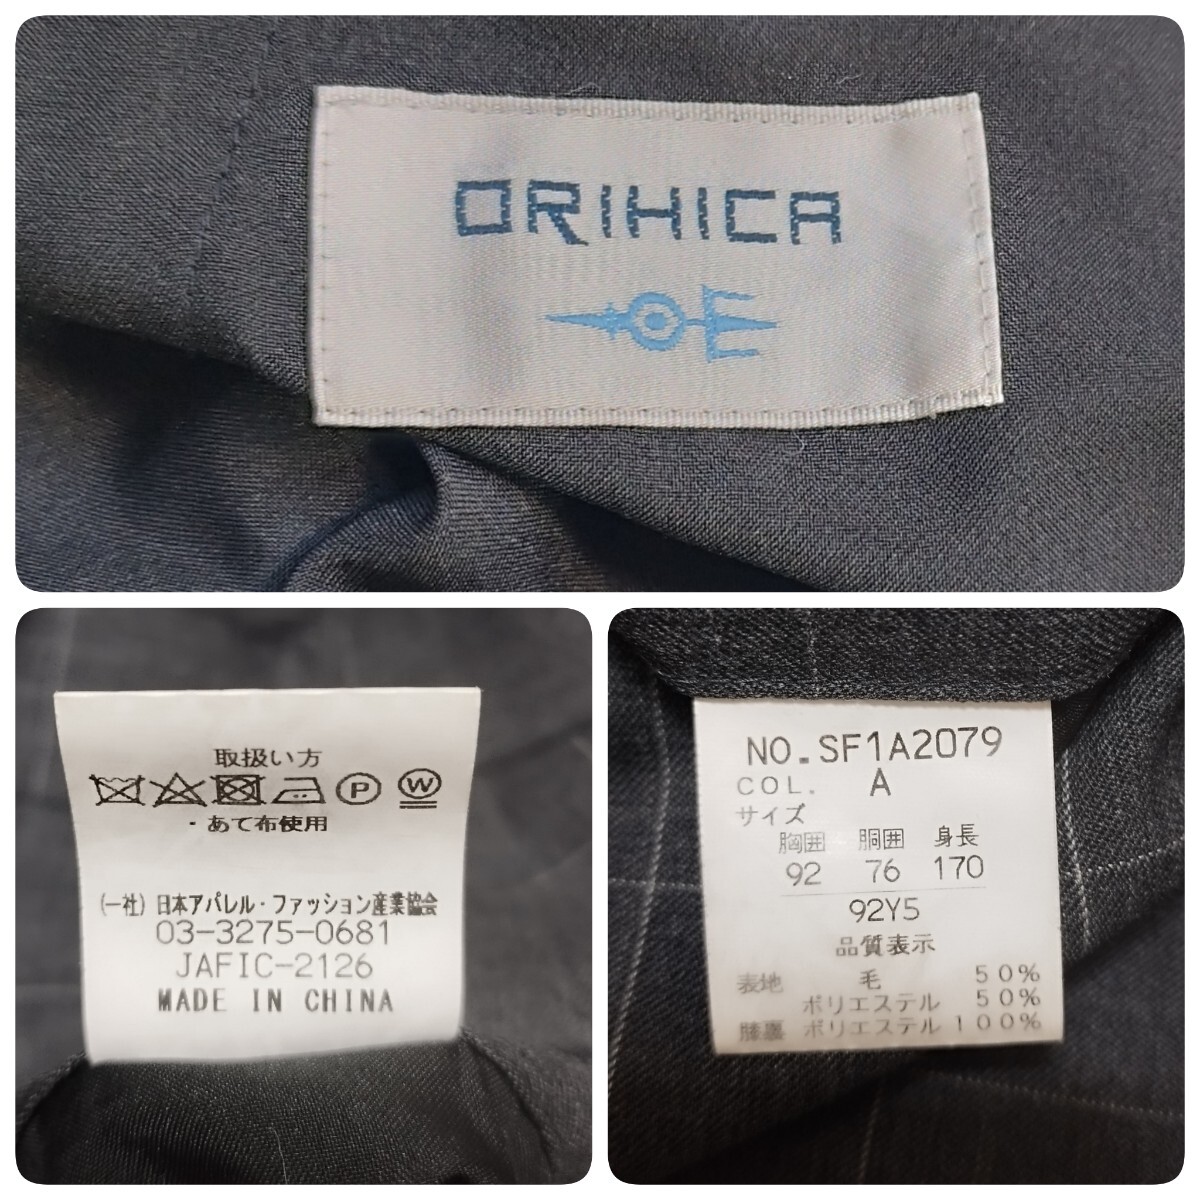 ORIHICA
取扱い方
P W
・あて布使用
(一社) 日本アパレル・ファッション産業協会
03-3275-0681
JAFIC-2126
MADE IN CHINA
NO.SF1A2079
COL. A
サイズ
胸囲 胴囲 身長
92 76 170
92Y5
品質表示
表地 毛 50%
ポリエステル 50%
膝裏 ポリエステル 100%